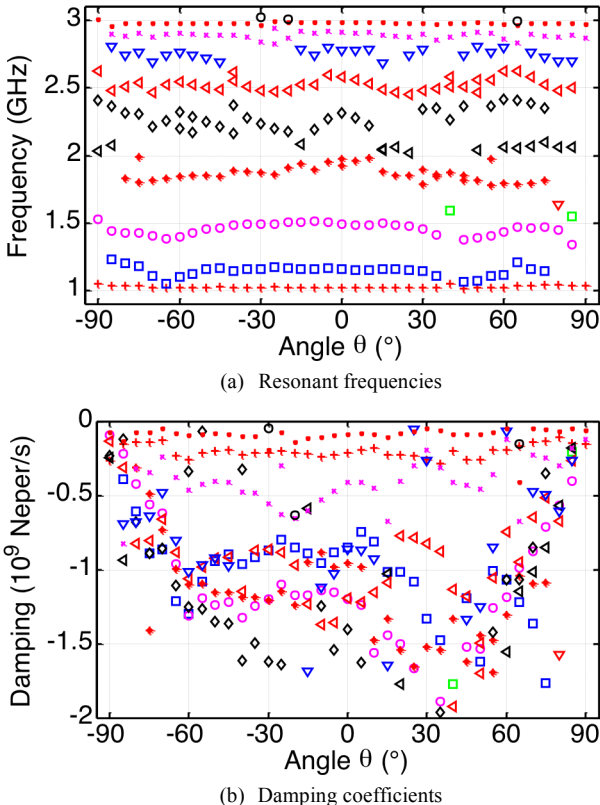 3
2.5
2
1.5
1
Frequency (GHz)
-90 -60 -30 0 30 60 90
Angle θ (°)
(a) Resonant frequencies
0
-0.5
-1
-1.5
-2
Damping (10⁹ Neper/s)
-90 -60 -30 0 30 60 90
Angle θ (°)
(b) Damping coefficients